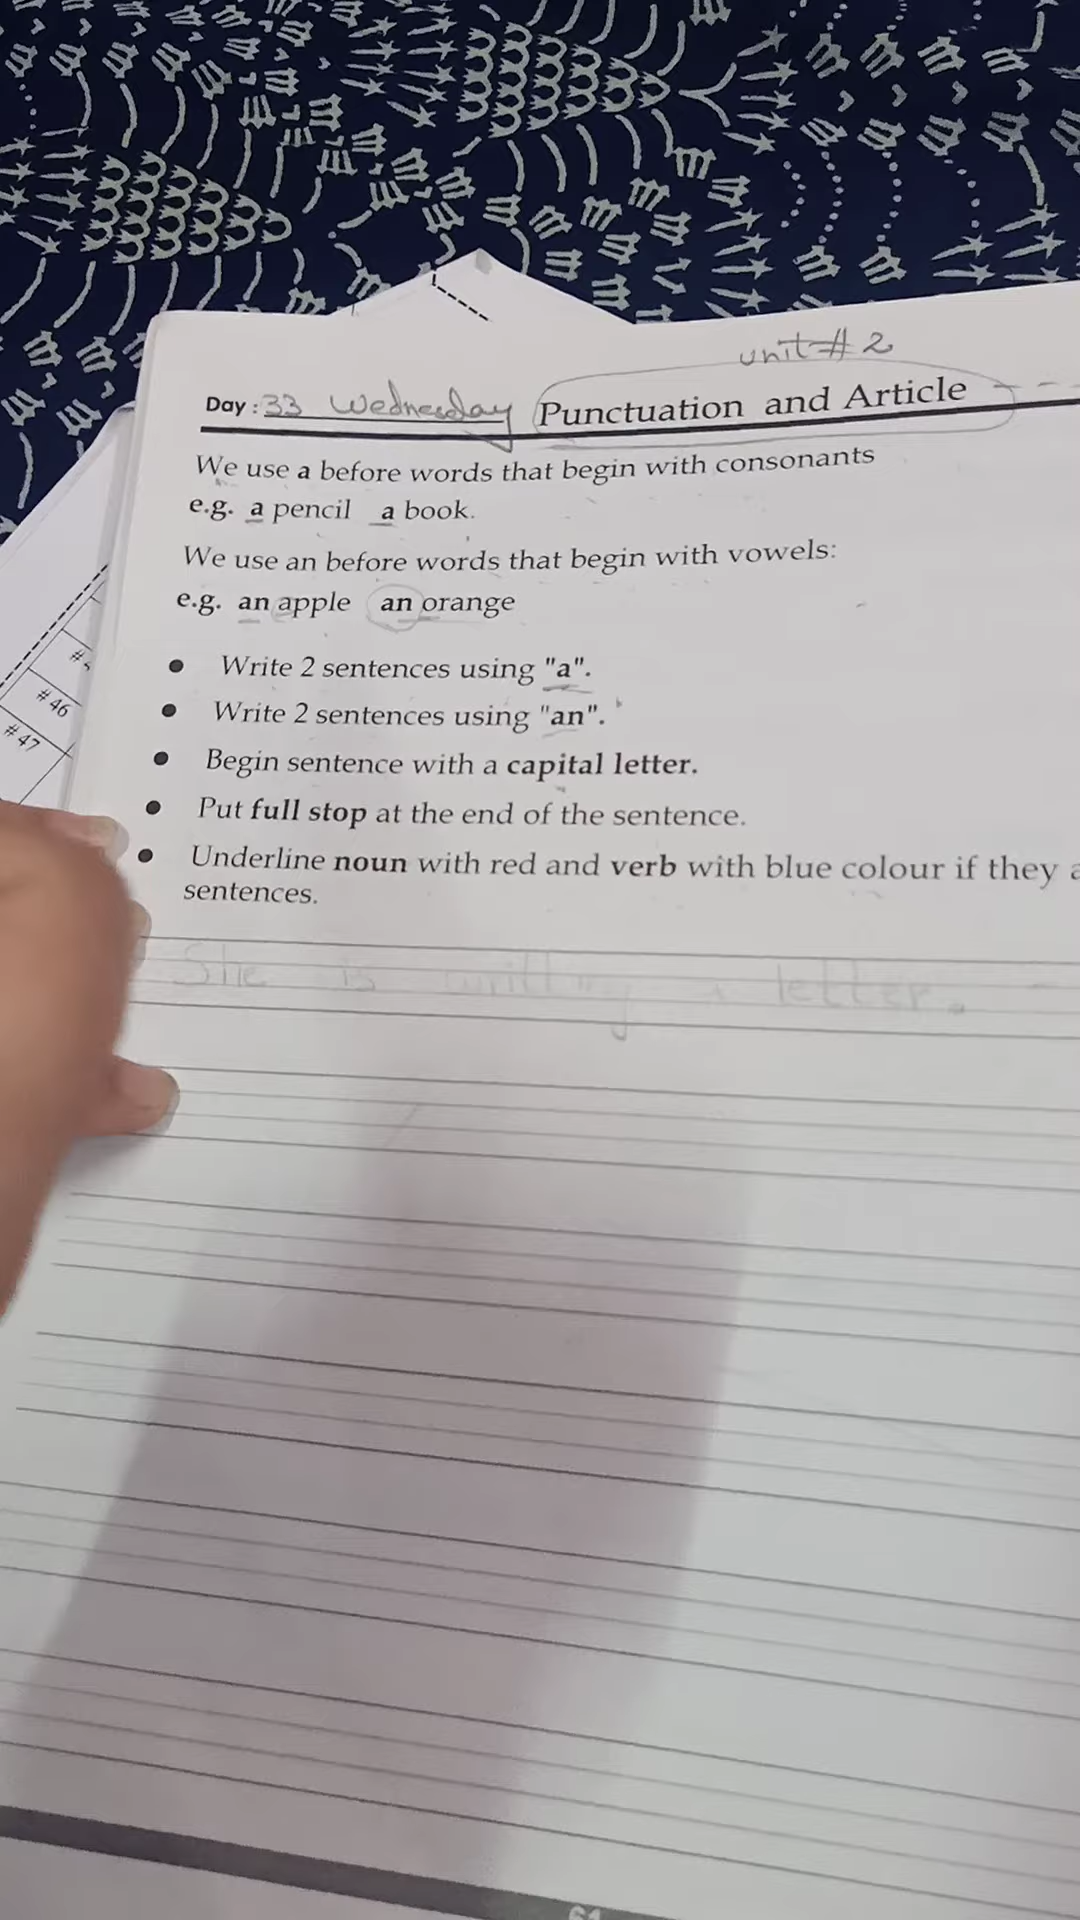 unit # 2
Day : 33 Wednesday Punctuation and Article
We use a before words that begin with consonants
e.g. a pencil a book.
We use an before words that begin with vowels:
e.g. an apple an orange
• Write 2 sentences using "a".
• Write 2 sentences using "an".
• Begin sentence with a capital letter.
• Put full stop at the end of the sentence.
• Underline noun with red and verb with blue colour if they a
sentences.
She is writting a letter.
#46
#47
61